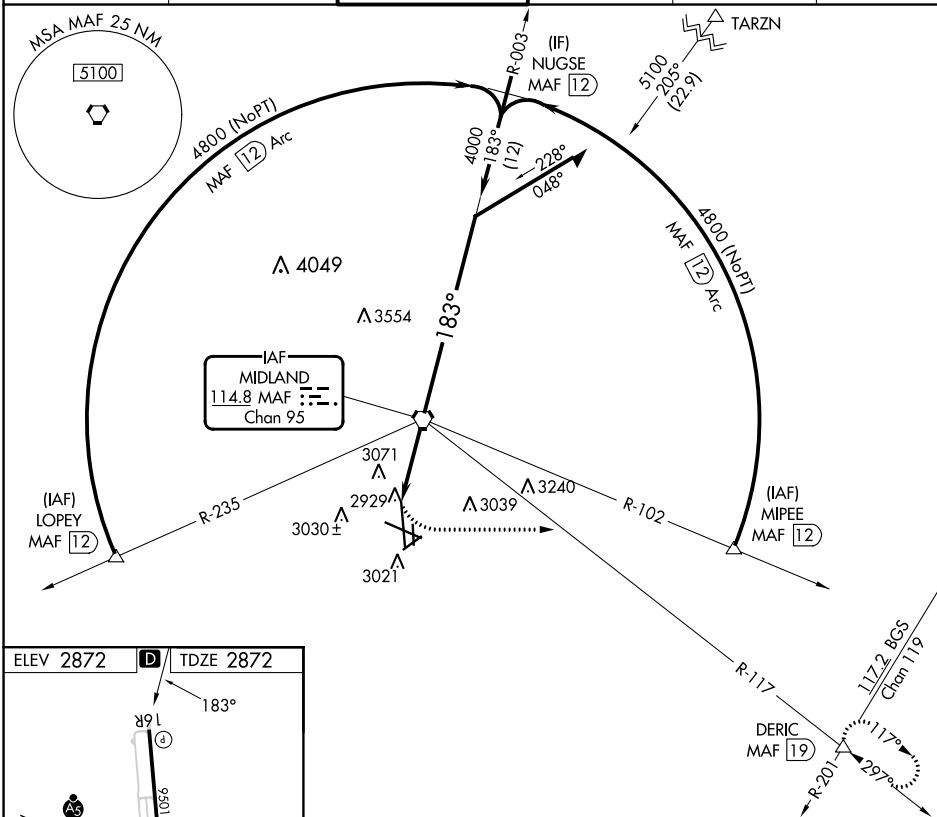 MSA MAF 25 NM
5100
TARZN
5100
205°
(22.9)
R-003
(IF)
NUGSE
MAF 12
4800 (NoPT)
MAF 12 Arc
4000
183°
(12)
228°
048°
4800 (NoPT)
MAF 12 Arc
4049
3554
183°
IAF
MIDLAND
114.8 MAF
Chan 95
3071
2929
3030 ±
3039
3240
3021
R-235
(IAF)
LOPEY
MAF 12
R-102
(IAF)
MIPEE
MAF 12
R-117
117.2 BGS
Chan 119
DERIC
MAF 19
117°
297°
R-201
ELEV 2872 D TDZE 2872
183°
16R
P
9501
A5